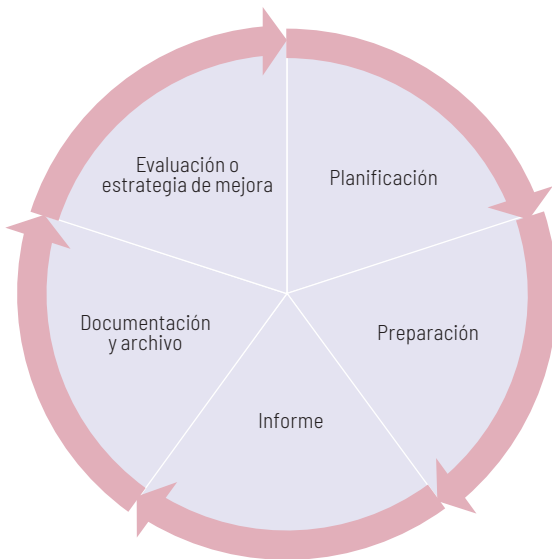 Planificación
Preparación
Informe
Documentación
y archivo
Evaluación o
estrategia de mejora